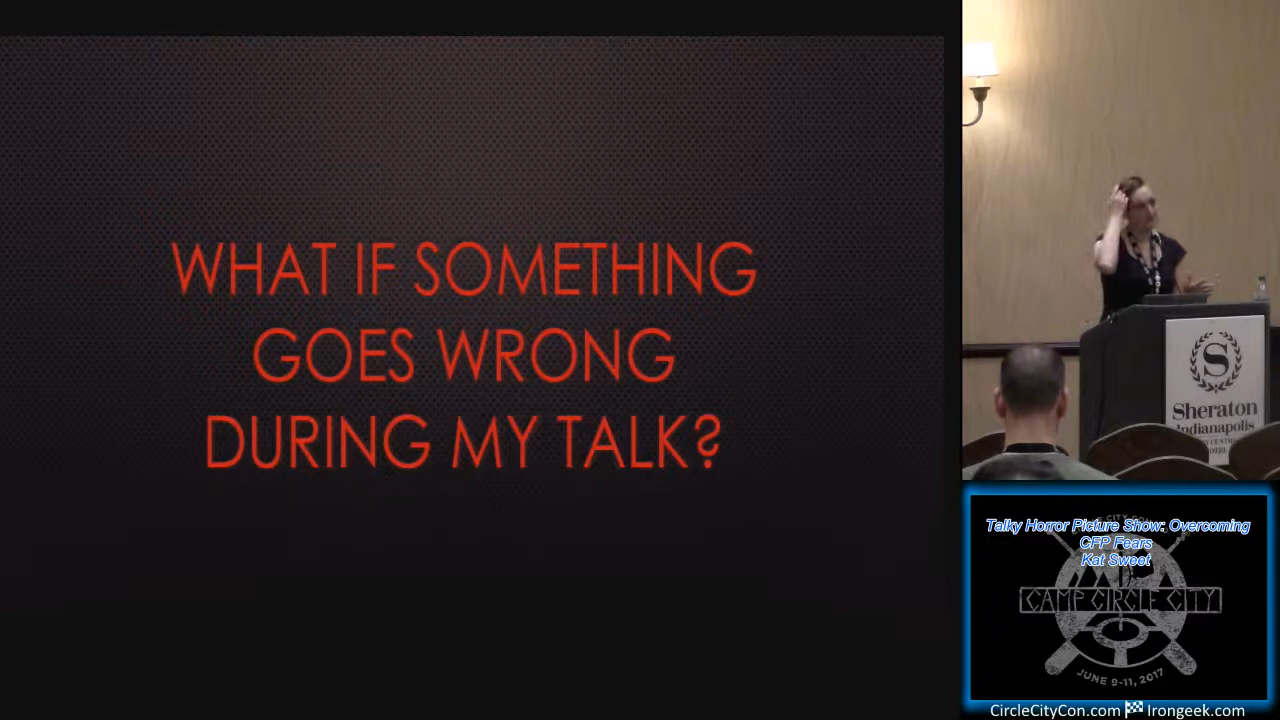 WHAT IF SOMETHING
GOES WRONG
DURING MY TALK?
S
Sheraton
Indianapolis
Talky Horror Picture Show: Overcoming
CFP Fears
Kat Sweet
CAMP CIRCLE CITY
JUNE 9-11, 2017
CircleCityCon.com Irongeek.com